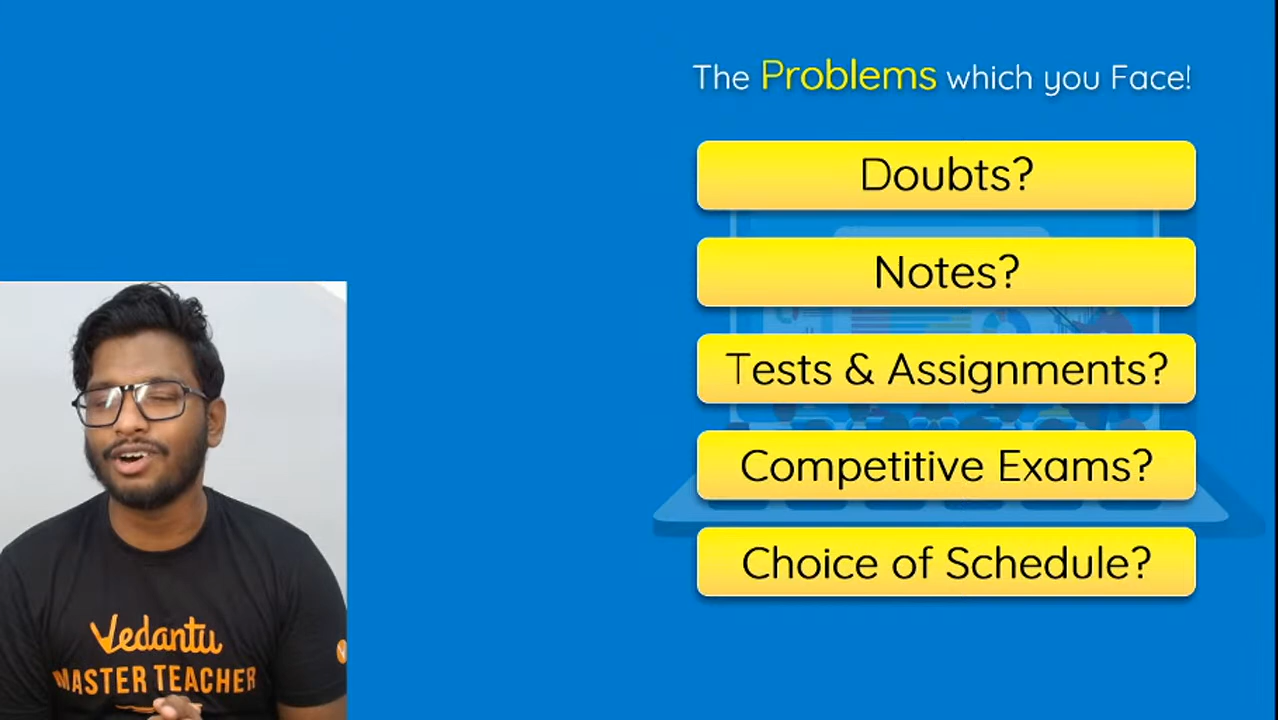 The Problems which you Face!
Doubts?
Notes?
Tests & Assignments?
Competitive Exams?
Choice of Schedule?
Vedantu
MASTER TEACHER